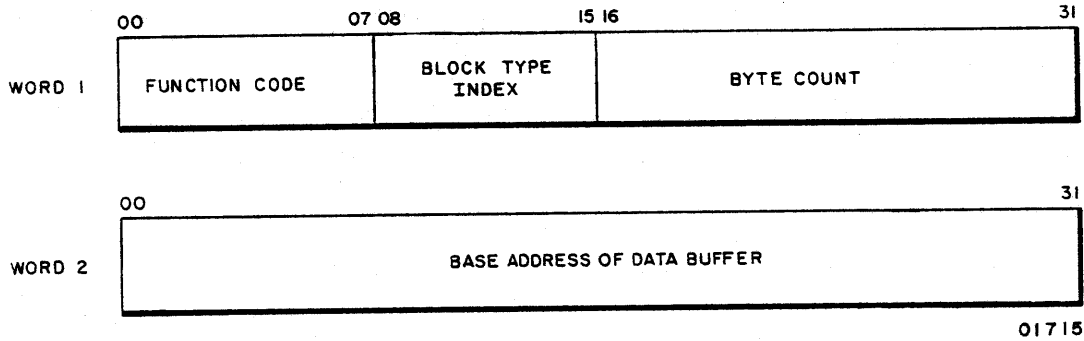 00 07 08 15 16 31
WORD 1 FUNCTION CODE BLOCK TYPE INDEX BYTE COUNT
00 31
WORD 2 BASE ADDRESS OF DATA BUFFER
01715